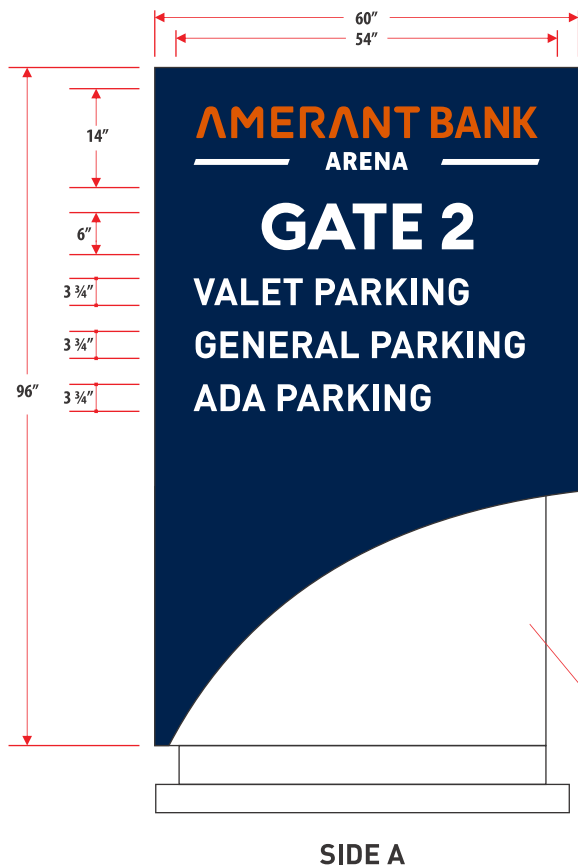 60”
54”
14”
AMERANT BANK
ARENA
6”
GATE 2
3 ¾”
VALET PARKING
3 ¾”
GENERAL PARKING
96”
3 ¾”
ADA PARKING
SIDE A